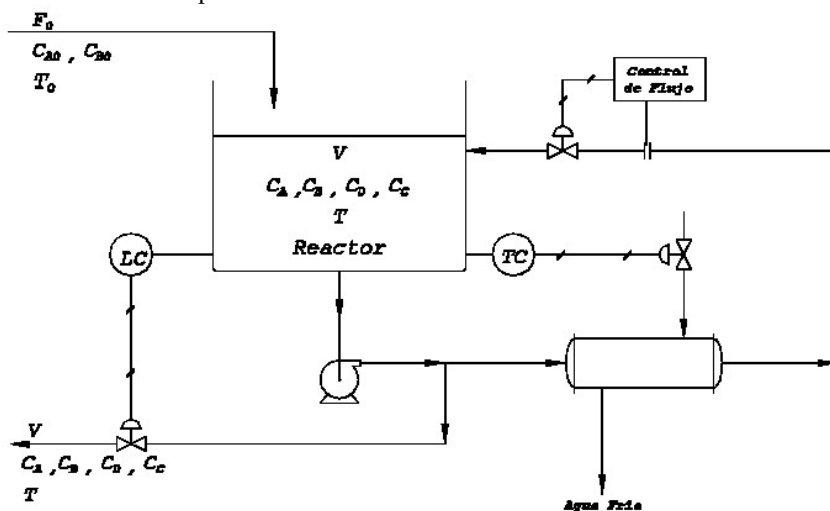 F₀
C_A0 , C_B0
T₀
Control
de Flujo
V
C_A , C_B , C_D , C_C
T
Reactor
LC
TC
V
C_A , C_B , C_D , C_C
T
Agua Fria